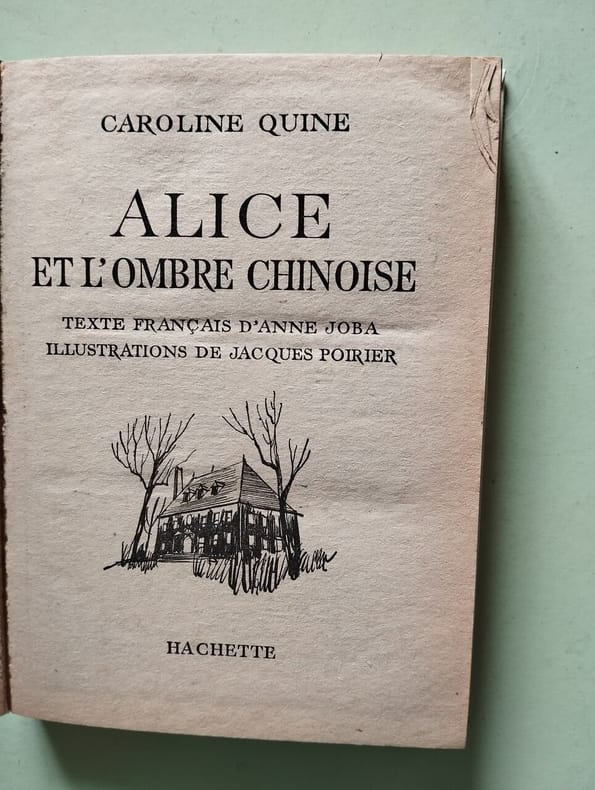 CAROLINE QUINE
ALICE
ET L'OMBRE CHINOISE
TEXTE FRANÇAIS D'ANNE JOBA
ILLUSTRATIONS DE JACQUES POIRIER
HACHETTE